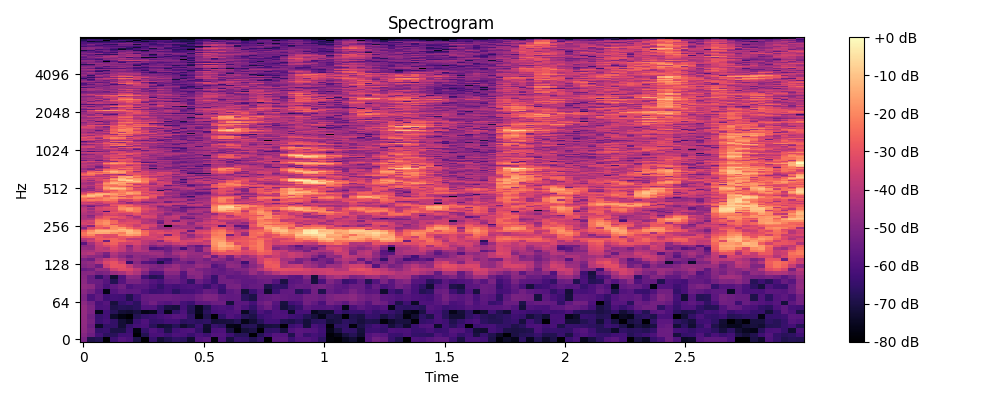 Spectrogram
Hz
4096
2048
1024
512
256
128
64
0
0
0.5
1
1.5
2
2.5
Time
+0 dB
-10 dB
-20 dB
-30 dB
-40 dB
-50 dB
-60 dB
-70 dB
-80 dB